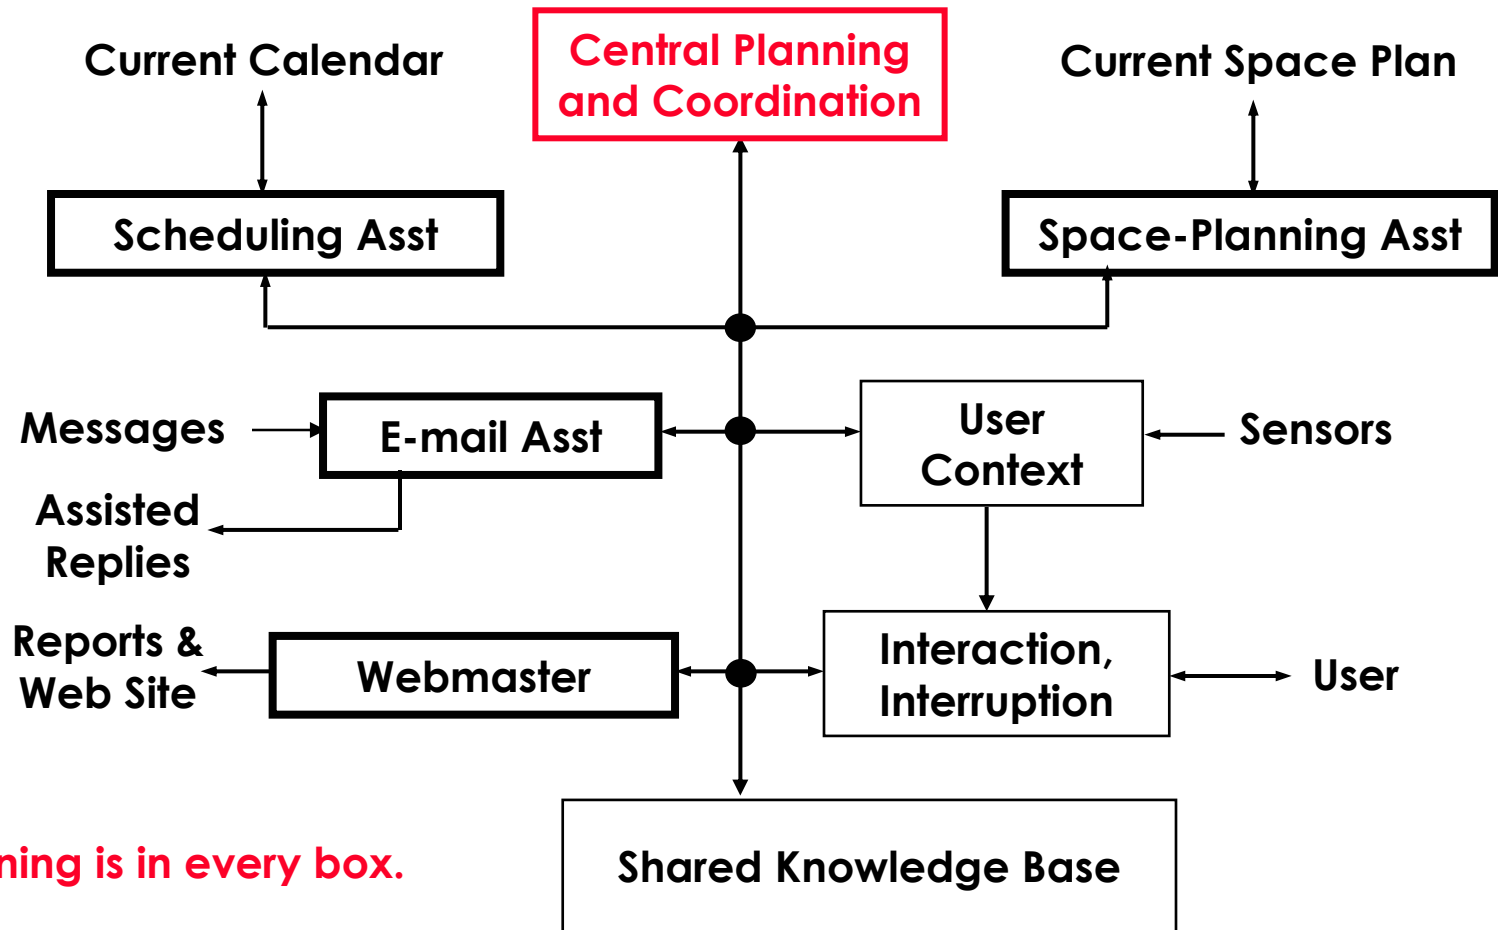 Current Calendar
Central Planning
and Coordination
Current Space Plan
Scheduling Asst
Space-Planning Asst
Messages
E-mail Asst
User
Context
Sensors
Assisted
Replies
Reports &
Web Site
Webmaster
Interaction,
Interruption
User
ning is in every box.
Shared Knowledge Base